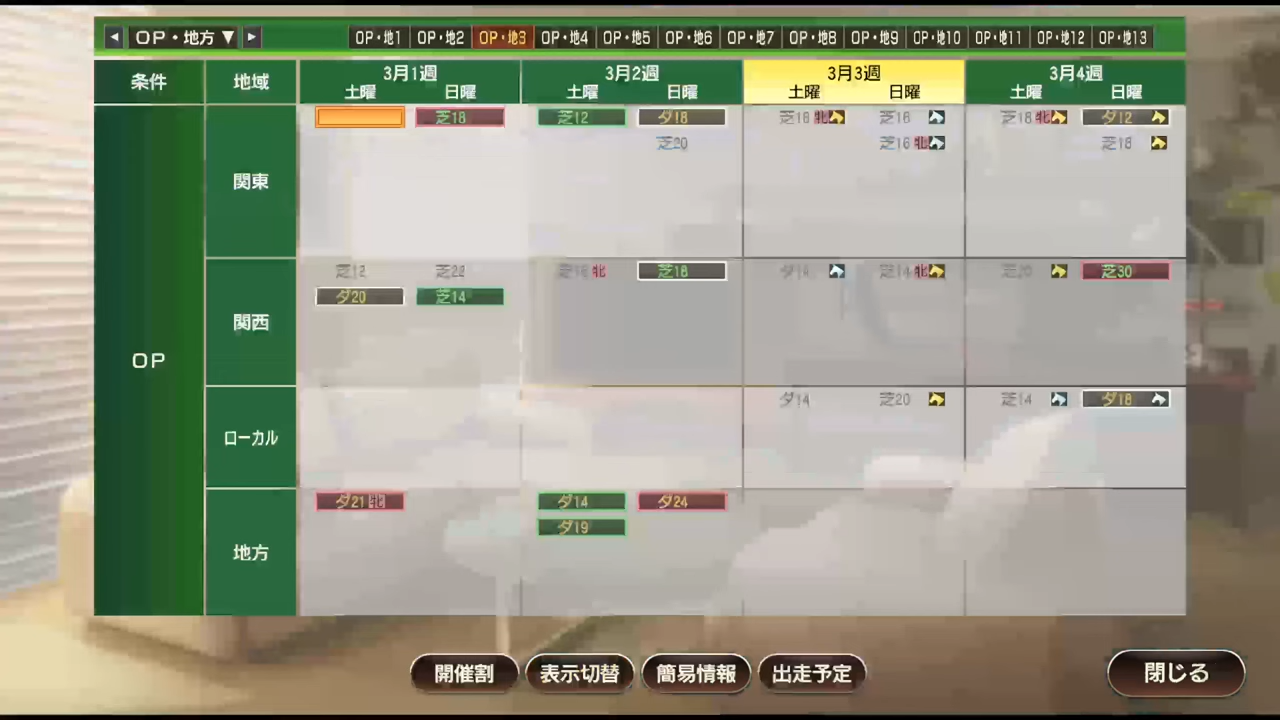 ◀ OP・地方▼ ▶ OP・地1 OP・地2 OP・地3 OP・地4 OP・地5 OP・地6 OP・地7 OP・地8 OP・地9 OP・地10 OP・地11 OP・地12 OP・地13
条件 地域 3月1週 3月2週 3月3週 3月4週
土曜 日曜 土曜 日曜 土曜 日曜 土曜 日曜
OP
関東
芝18 芝12 ダ18 芝16 芝18 牝 ダ12
芝20 芝16 牝 芝18
関西
芝12 芝22 牝 芝18 ダ14 芝14 牝 芝20 芝30
ダ20 芝14
ローカル
ダ14 芝20 芝14 ダ18
地方
ダ21 牝 ダ14 ダ24
ダ19
開催割 表示切替 簡易情報 出走予定 閉じる